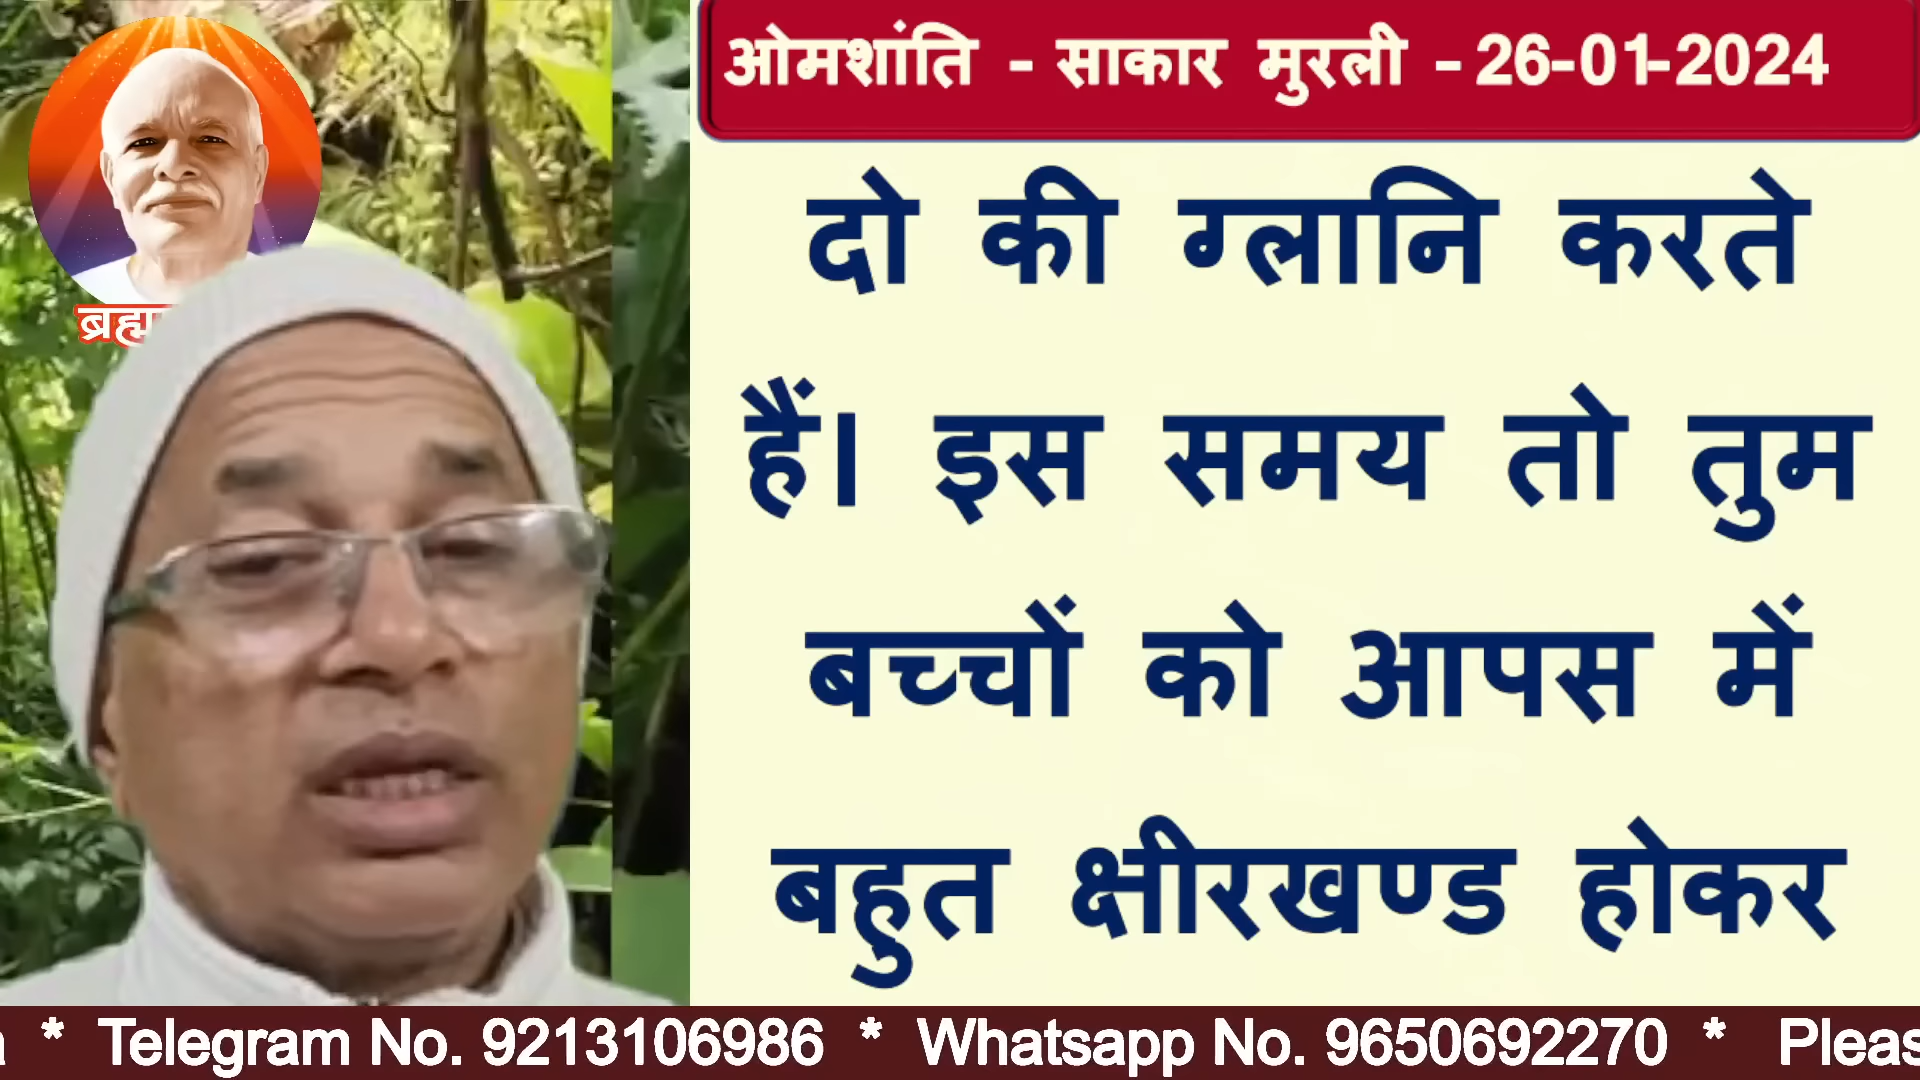 ओमशांति - साकार मुरली - 26-01-2024
दो की ग्लानि करते
हैं। इस समय तो तुम
बच्चों को आपस में
बहुत क्षीरखण्ड होकर
* Telegram No. 9213106986 * Whatsapp No. 9650692270 *